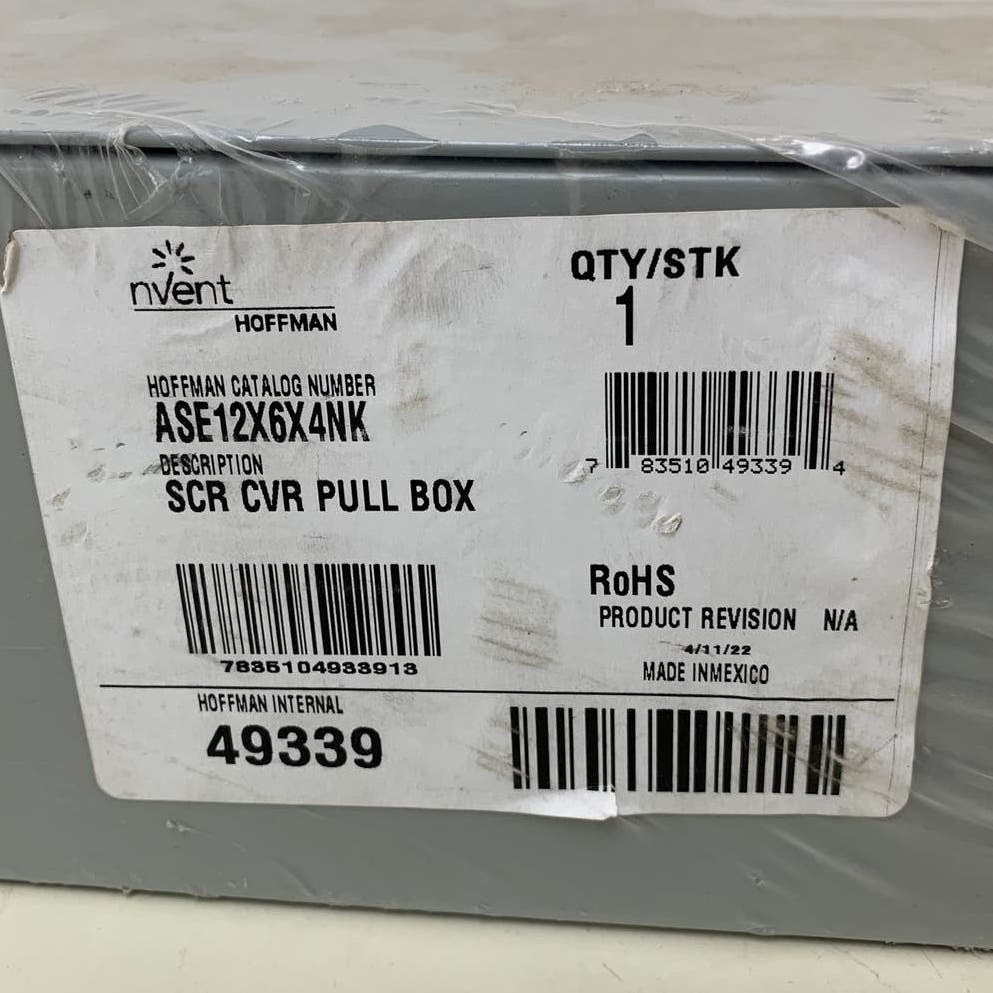 nVent
HOFFMAN
QTY/STK
1
HOFFMAN CATALOG NUMBER
ASE12X6X4NK
DESCRIPTION
SCR CVR PULL BOX
7 83510 49339 4
7835104933913
RoHS
PRODUCT REVISION N/A
4/11/22
MADE INMEXICO
HOFFMAN INTERNAL
49339